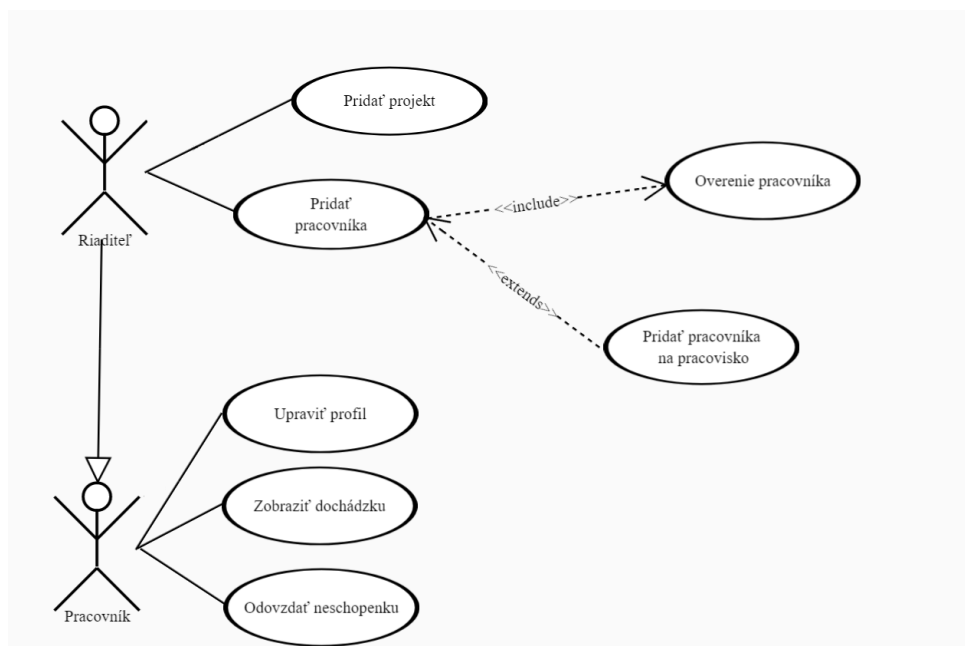 Pridať projekt
Riaditeľ
Pridať
pracovníka
<<include>>
Overenie pracovníka
<<extends>>
Pridať pracovníka
na pracovisko
Upraviť profil
Zobraziť dochádzku
Odovzdať neschopenku
Pracovník